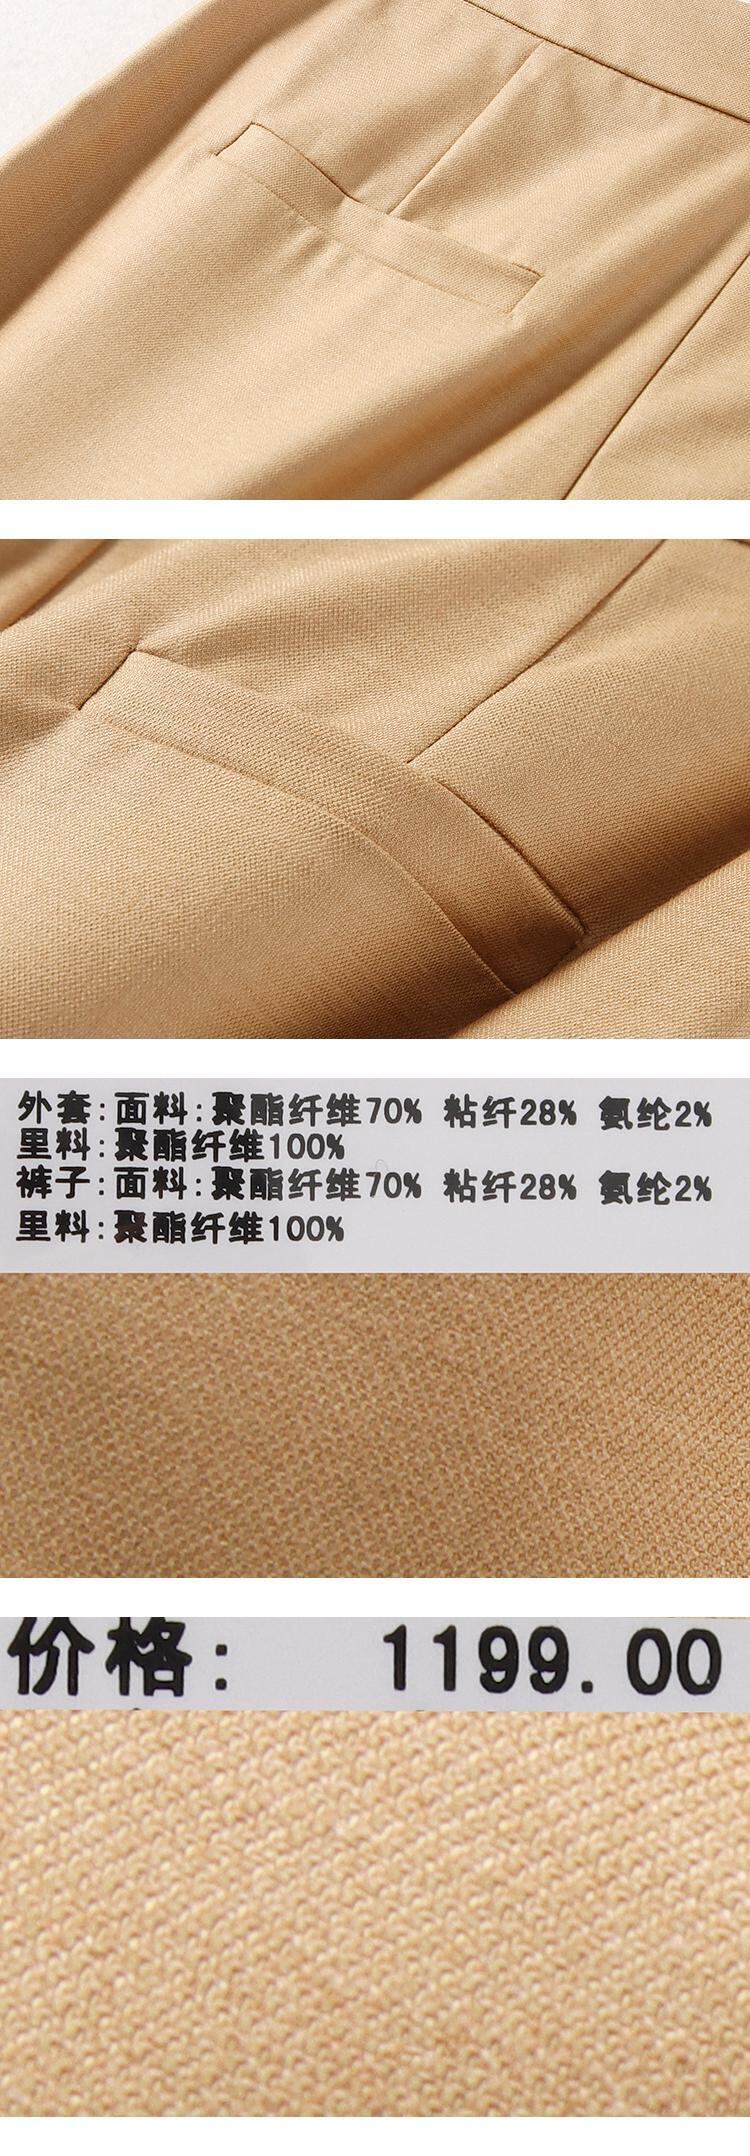 外套:面料:聚酯纤维70% 粘纤28% 氨纶2%
里料:聚酯纤维100%
裤子:面料:聚酯纤维70% 粘纤28% 氨纶2%
里料:聚酯纤维100%
价格: 1199.00